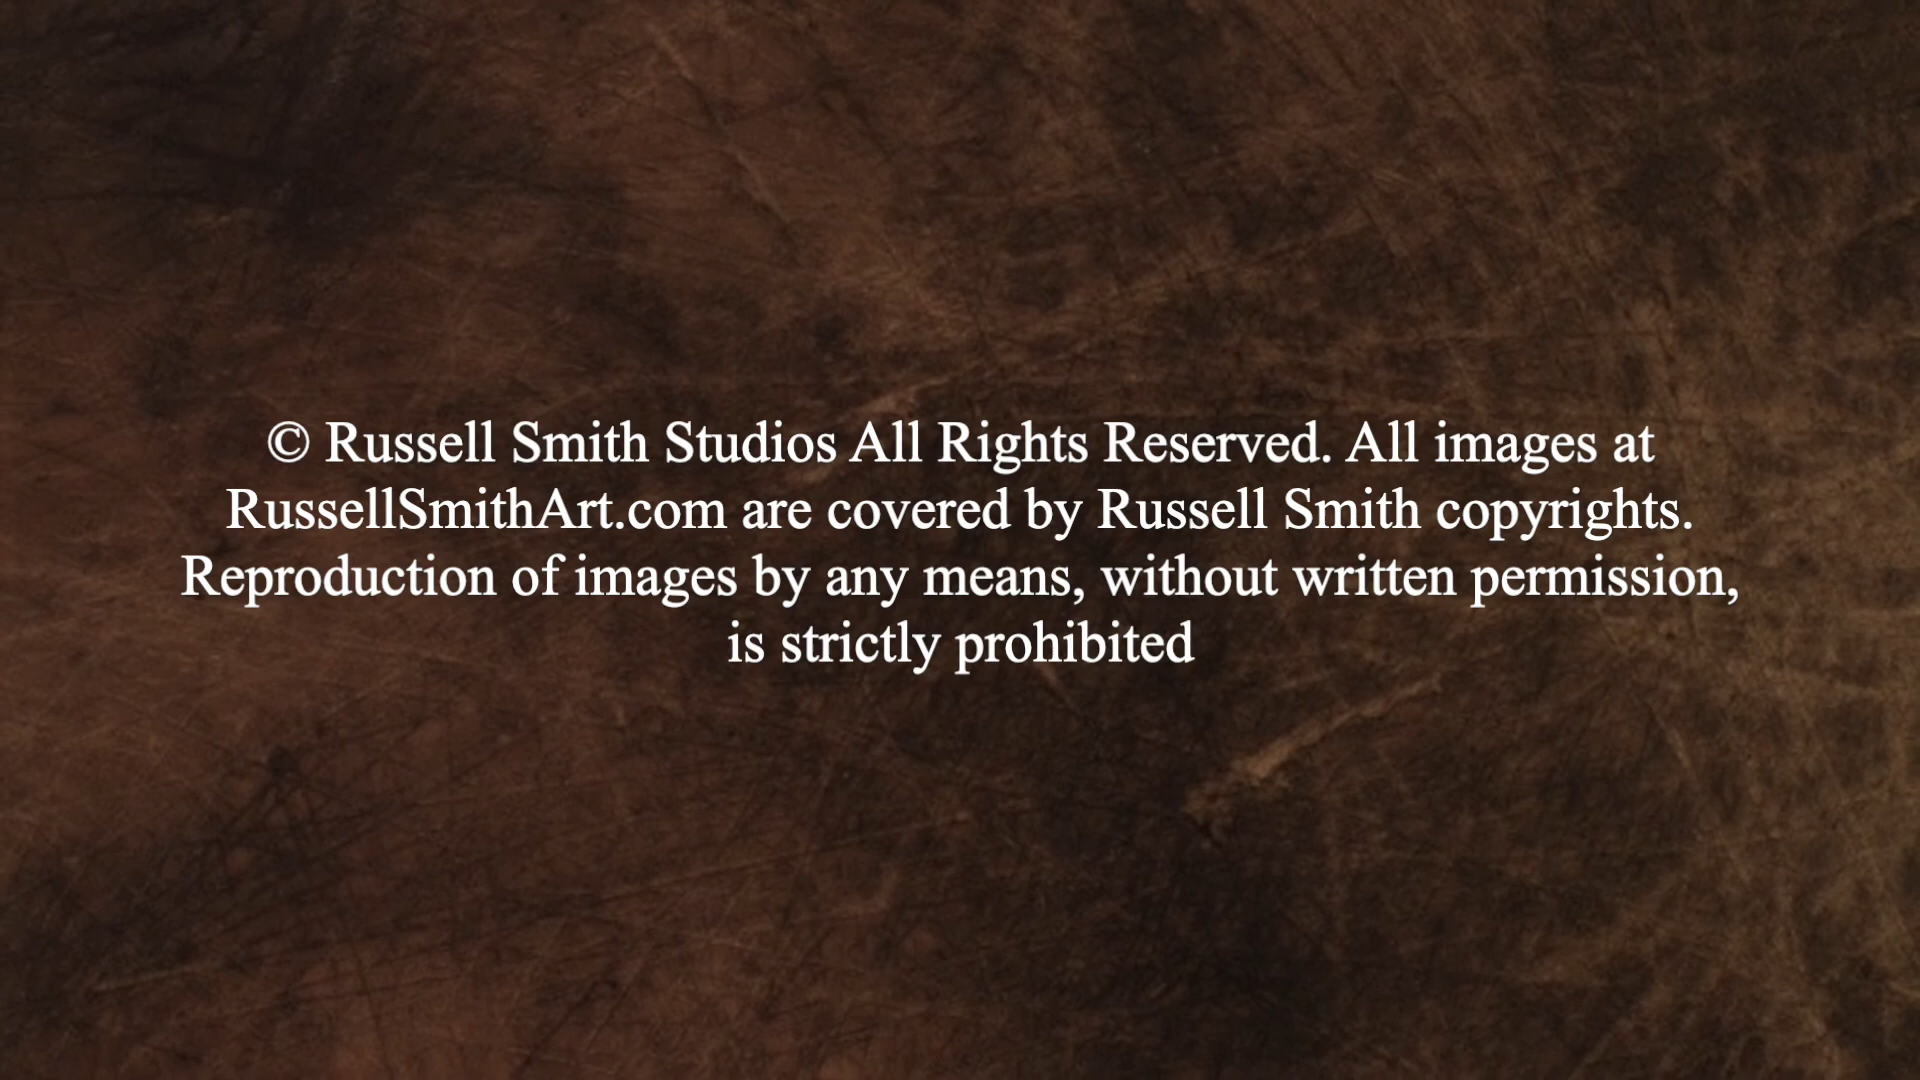 © Russell Smith Studios All Rights Reserved. All images at
RussellSmithArt.com are covered by Russell Smith copyrights.
Reproduction of images by any means, without written permission,
is strictly prohibited